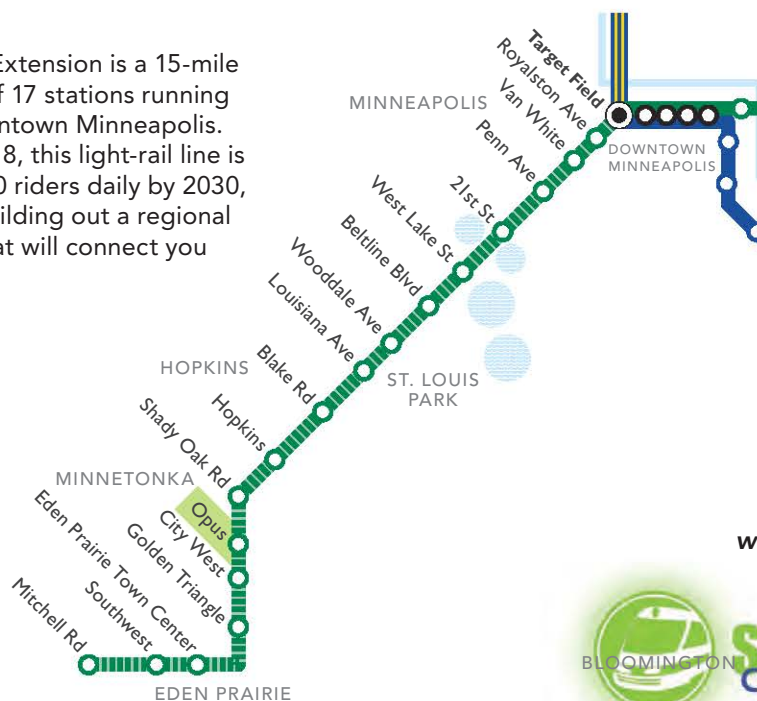 Extension is a 15-mile
f 17 stations running
ntown Minneapolis.
8, this light-rail line is
0 riders daily by 2030,
ilding out a regional
at will connect you
Target Field
Royalston Ave
Van White
Penn Ave
21st St
West Lake St
Beltline Blvd
Wooddale Ave
Louisiana Ave
Blake Rd
Hopkins
Shady Oak Rd
Opus
City West
Golden Triangle
Eden Prairie Town Center
Southwest
Mitchell Rd
MINNEAPOLIS
DOWNTOWN
MINNEAPOLIS
HOPKINS
ST. LOUIS
PARK
MINNETONKA
EDEN PRAIRIE
w
BLOOMINGTON
S